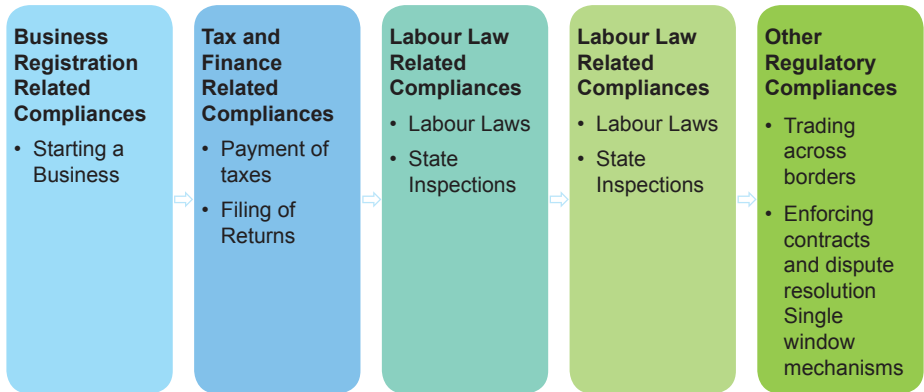 Business
Registration
Related
Compliances
• Starting a
Business
Tax and
Finance
Related
Compliances
• Payment of
taxes
• Filing of
Returns
Labour Law
Related
Compliances
• Labour Laws
• State
Inspections
Labour Law
Related
Compliances
• Labour Laws
• State
Inspections
Other
Regulatory
Compliances
• Trading
across
borders
• Enforcing
contracts
and dispute
resolution
Single
window
mechanisms